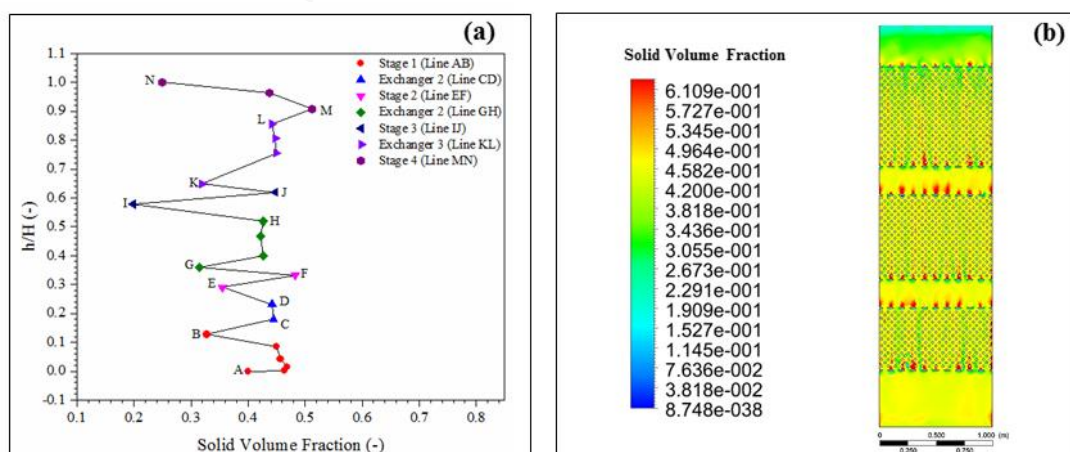 (a)
1.1
1.0
0.9
0.8
0.7
0.6
0.5
0.4
0.3
0.2
0.1
0.0
-0.1
h/H (-)
N
M
L
K
J
I
H
G
F
E
D
C
B
A
Stage 1 (Line AB)
Exchanger 2 (Line CD)
Stage 2 (Line EF)
Exchanger 2 (Line GH)
Stage 3 (Line IJ)
Exchanger 3 (Line KL)
Stage 4 (Line MN)
0.1 0.2 0.3 0.4 0.5 0.6 0.7 0.8
Solid Volume Fraction (-)
(b)
Solid Volume Fraction
6.109e-001
5.727e-001
5.345e-001
4.964e-001
4.582e-001
4.200e-001
3.818e-001
3.436e-001
3.055e-001
2.673e-001
2.291e-001
1.909e-001
1.527e-001
1.145e-001
7.636e-002
3.818e-002
8.748e-038
0 0.500 1.000 (m)
0.250 0.750